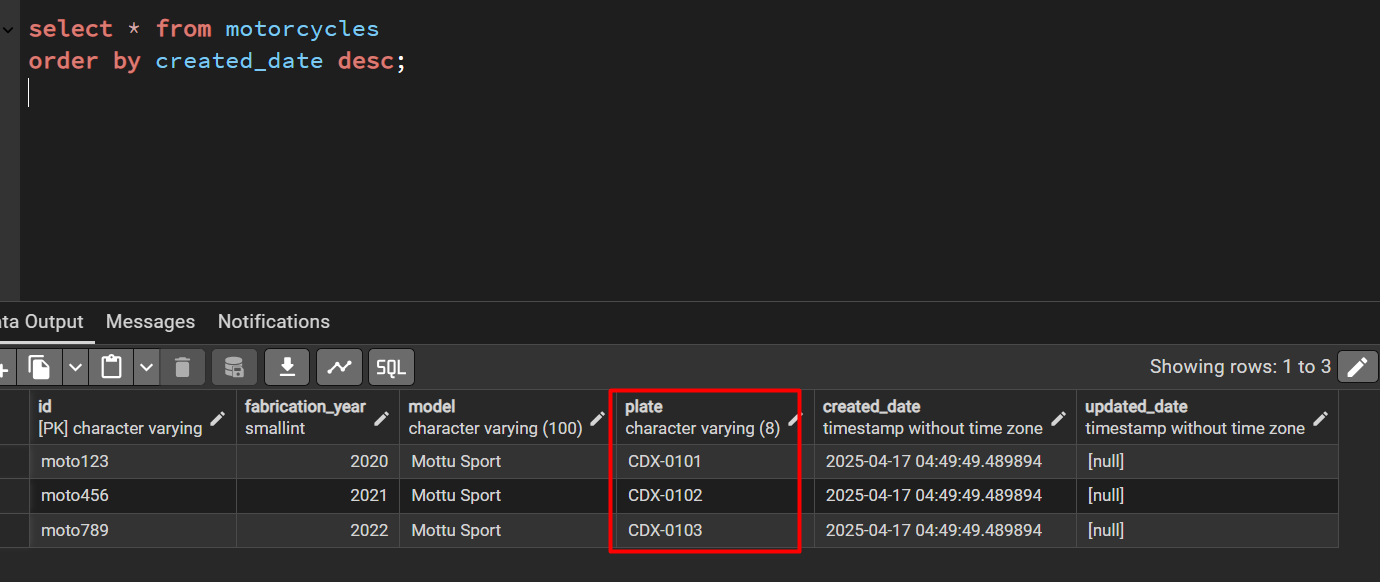 select * from motorcycles
order by created_date desc;
ta Output Messages Notifications
SQL Showing rows: 1 to 3
id fabrication_year model plate created_date updated_date
[PK] character varying smallint character varying (100) character varying (8) timestamp without time zone timestamp without time zone
moto123 2020 Mottu Sport CDX-0101 2025-04-17 04:49:49.489894 [null]
moto456 2021 Mottu Sport CDX-0102 2025-04-17 04:49:49.489894 [null]
moto789 2022 Mottu Sport CDX-0103 2025-04-17 04:49:49.489894 [null]